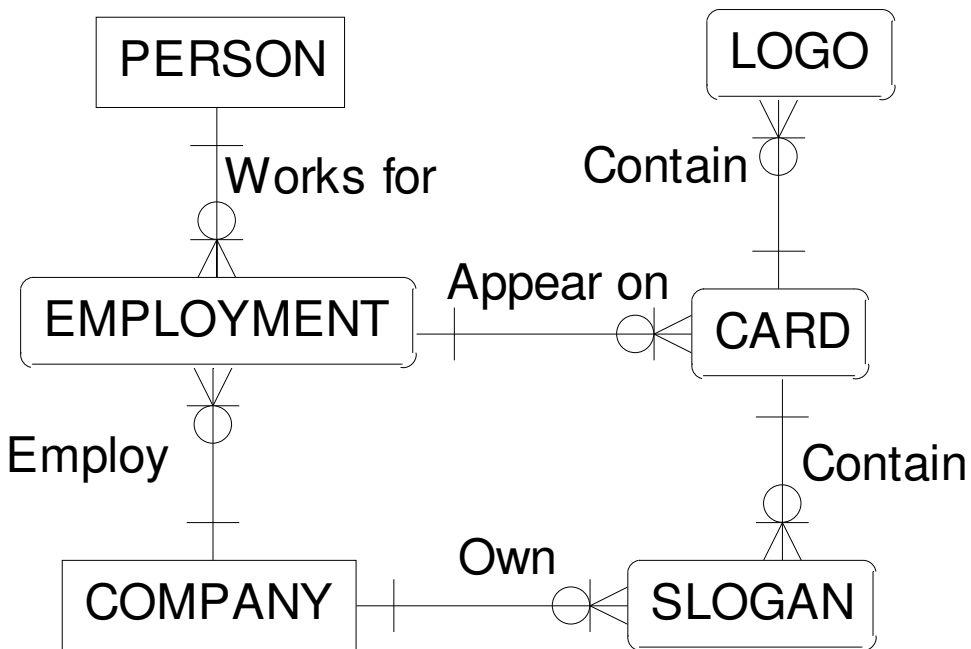 PERSON
LOGO
Works for
Contain
EMPLOYMENT
Appear on
CARD
Employ
Contain
COMPANY
Own
SLOGAN